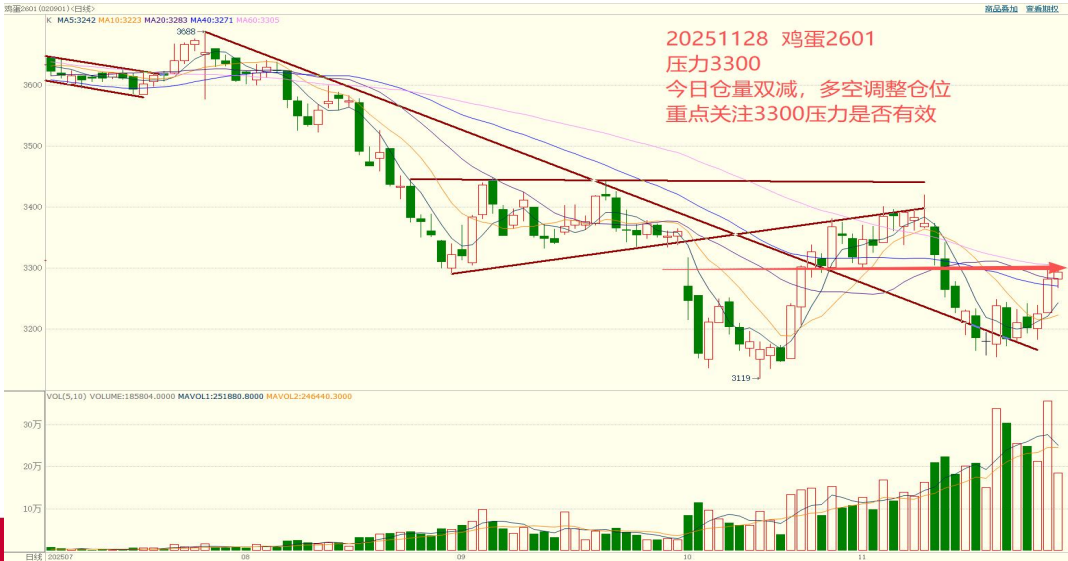 鸡蛋2601(020901)<日线>
商品叠加 查看期权
K MA5:3242 MA10:3223 MA20:3283 MA40:3271 MA60:3305
3688
20251128 鸡蛋2601
压力3300
今日仓量双减，多空调整仓位
重点关注3300压力是否有效
3600
3500
3400
3300
3200
3119
VOL(5,10) VOLUME:185804.0000 MAVOL1:251880.8000 MAVOL2:246440.3000
30万
20万
10万
日线 202507 08 09 10 11